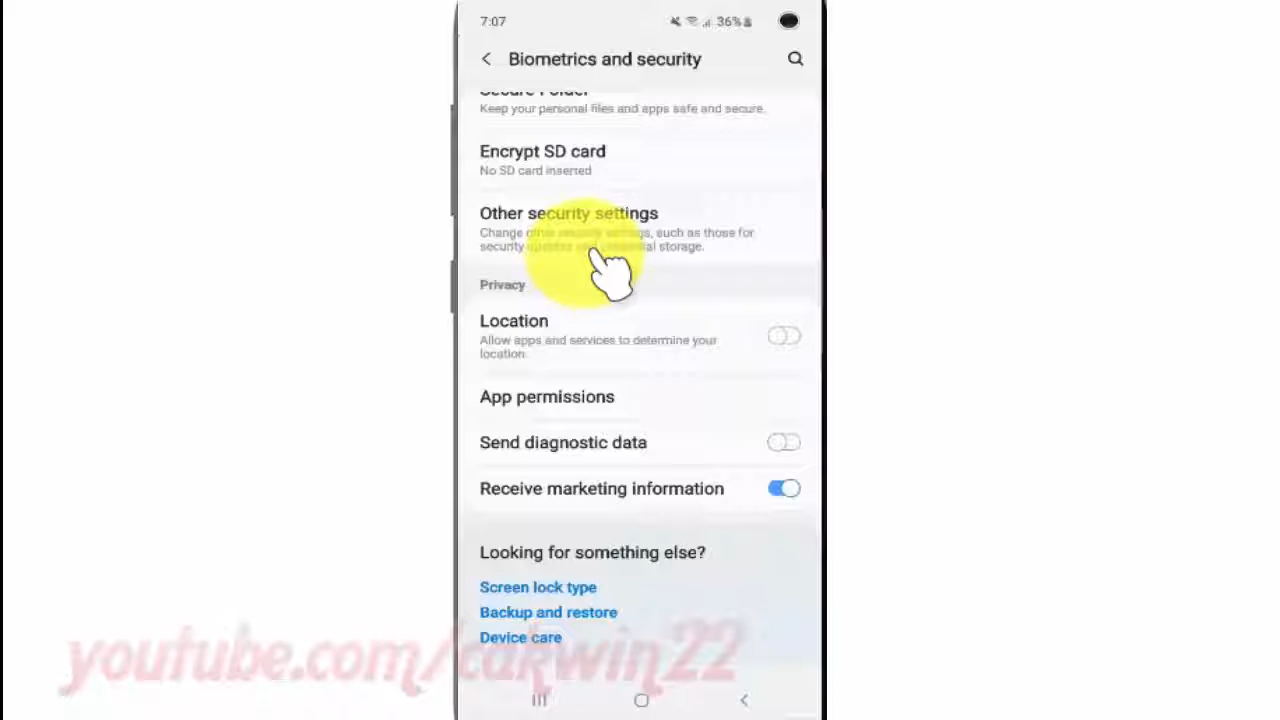 7:07
36%
Biometrics and security
Secure Folder
Keep your personal files and apps safe and secure.
Encrypt SD card
No SD card inserted
Other security settings
Change other security settings, such as those for
security updates and credential storage.
Privacy
Location
Allow apps and services to determine your
location.
App permissions
Send diagnostic data
Receive marketing information
Looking for something else?
Screen lock type
Backup and restore
Device care
youtube.com/cakwin22